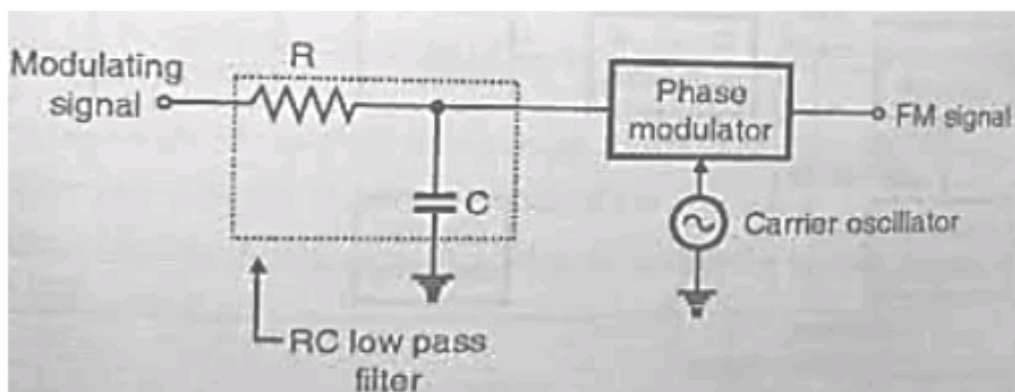 Modulating
signal
R
C
Phase
modulator
FM signal
Carrier oscillator
RC low pass
filter